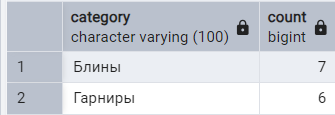 category character varying (100) count bigint
1 Блины 7
2 Гарниры 6